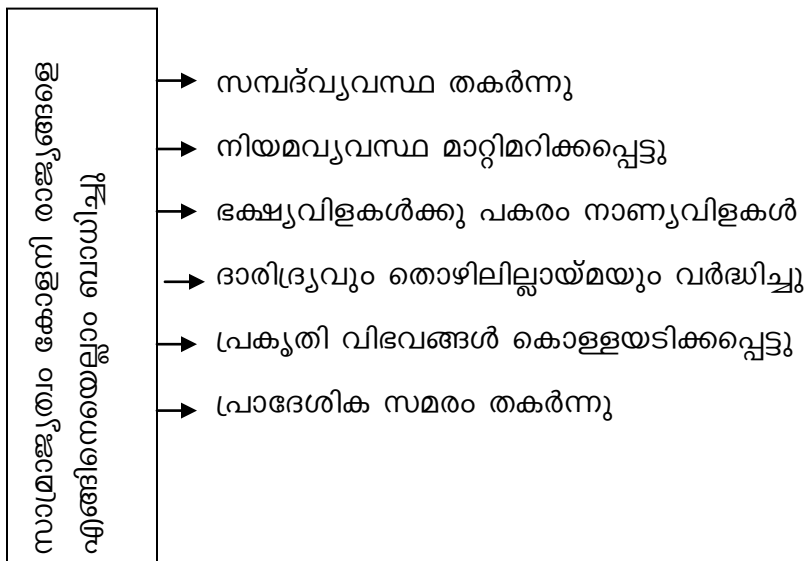 സാമ്രാജ്യത്വം കോളനി രാജ്യങ്ങളെ
എങ്ങിനെയെല്ലാം ബാധിച്ചു
സമ്പദ്‌വ്യവസ്ഥ തകർന്നു
നിയമവ്യവസ്ഥ മാറ്റിമറിക്കപ്പെട്ടു
ഭക്ഷ്യവിളകൾക്കു പകരം നാണ്യവിളകൾ
ദാരിദ്ര്യവും തൊഴിലില്ലായ്മയും വർദ്ധിച്ചു
പ്രകൃതി വിഭവങ്ങൾ കൊള്ളയടിക്കപ്പെട്ടു
പ്രാദേശിക സമരം തകർന്നു